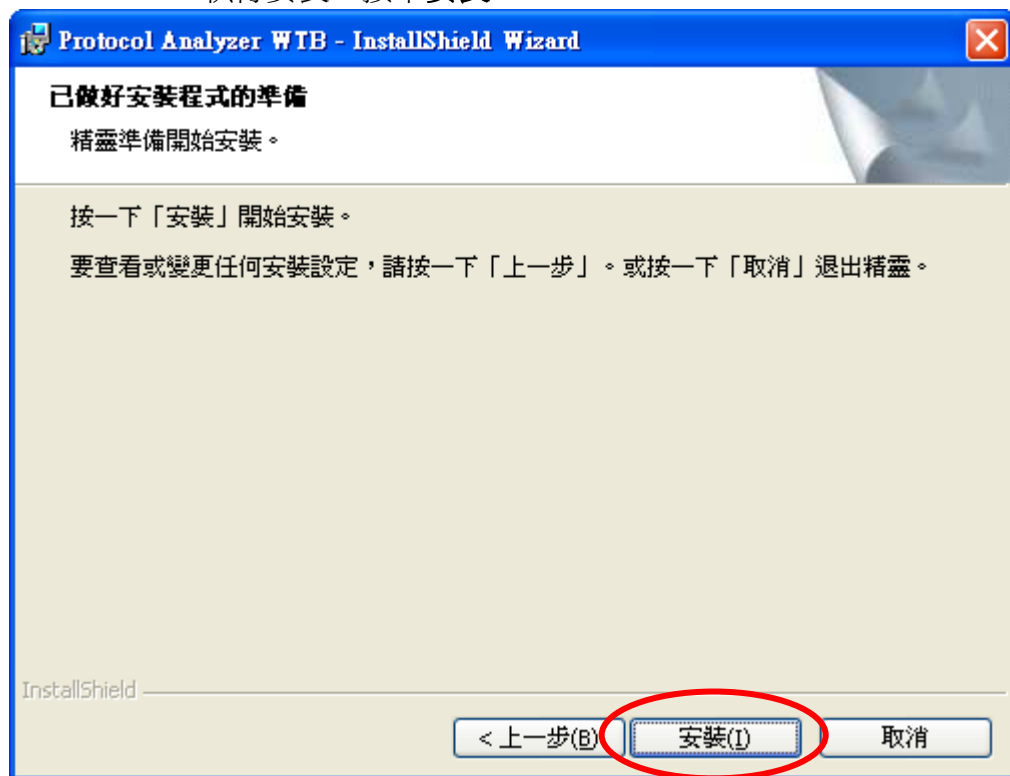 Protocol Analyzer WTB - InstallShield Wizard
已做好安裝程式的準備
精靈準備開始安裝。
按一下「安裝」開始安裝。
要查看或變更任何安裝設定，請按一下「上一步」。或按一下「取消」退出精靈。
InstallShield
< 上一步(B)
安裝(I)
取消